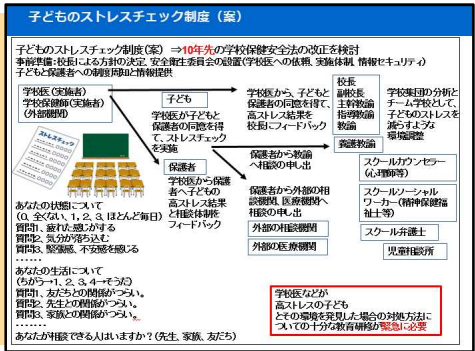 子どものストレスチェック制度（案）
子どものストレスチェック制度(案) ⇒10年先の学校保健安全法の改正を検討
事前準備:校長による方針の決定、安全衛生委員会の設置(学校医への依頼、実施体制、情報セキュリティ)
子どもと保護者への制度周知と情報提供
学校医(実施者)
学校保健師(実施者)
(外部機関)
ストレスチェック
子ども
学校医が子どもと
保護者の同意を得
て、ストレスチェック
を実施
保護者
学校医から保護
者へ子どもの
高ストレス結果
と相談体制を
フィードバック
学校医から、子ども
と保護者の同意を得て、
高ストレス結果を
校長にフィードバック
保護者から教諭
へ相談の申し出
保護者から外部の相
談機関、医療機関へ
相談の申し出
外部の相談機関
外部の医療機関
校長
副校長
主幹教諭
指導教諭
教諭
養護教諭
学校集団の分析と
チーム学校として、
子どものストレスを
減らすような
環境調整
スクールカウンセラー
(心理師等)
スクールソーシャル
ワーカー(精神保健福
祉士等)
スクール弁護士
児童相談所
あなたの状態について
(0、全くない、1、2、3、ほとんど毎日)
質問1、疲れた感じがする
質問2、気分が落ち込む
質問3、緊張感、不安感を感じる
……
あなたの生活について
(ちがう→1、2、3、4→そうだ)
質問1、友だちとの関係がつらい。
質問2、先生との関係がつらい。
質問3、家族との関係がつらい。
……
あなたが相談できる人はいますか？(先生、家族、友だち)
学校医などが
高ストレスの子ども
とその環境を発見した場合の対処方法に
ついての十分な教育研修が緊急に必要